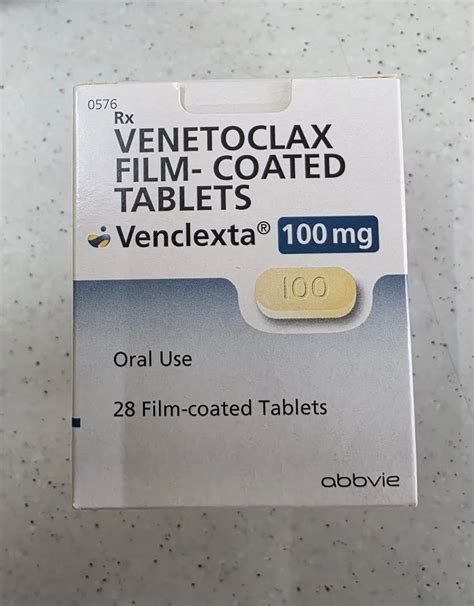 0576
Rx
VENETOCLAX
FILM- COATED
TABLETS
Venclexta® 100 mg
100
Oral Use
28 Film-coated Tablets
abbvie